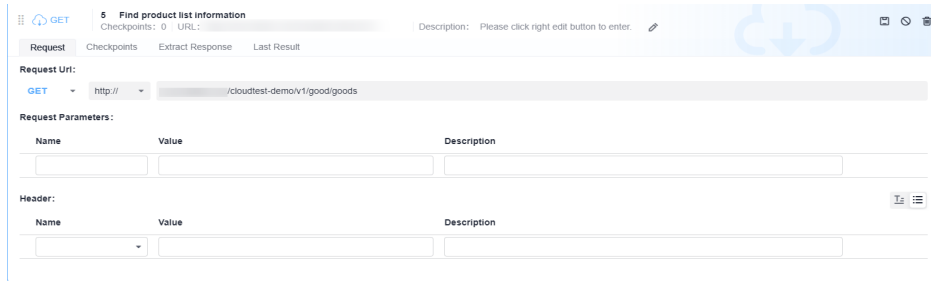 GET
5 Find product list information
Checkpoints: 0 URL:
Description: Please click right edit button to enter.
Request Checkpoints Extract Response Last Result
Request Url:
GET http:// /cloudtest-demo/v1/good/goods
Request Parameters:
Name Value Description
Header:
Name Value Description